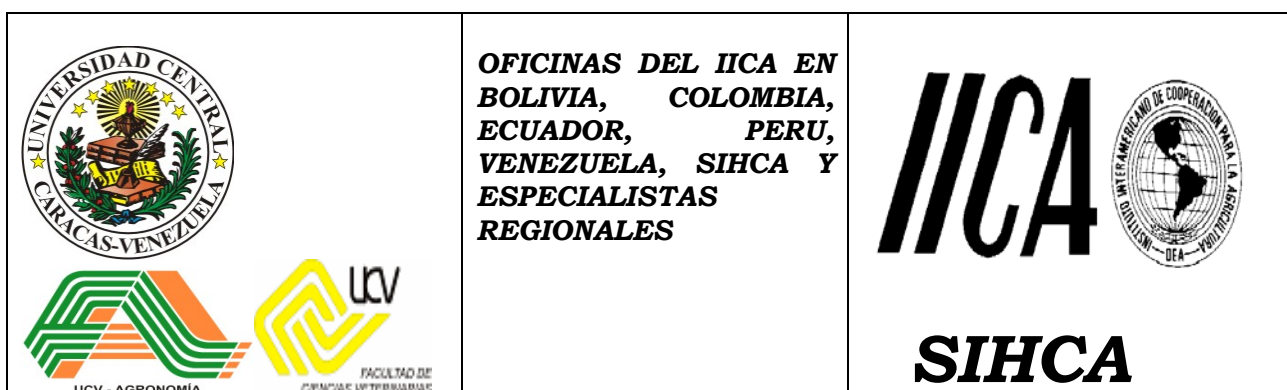 UNIVERSIDAD CENTRAL
CARACAS-VENEZUELA
UCV
FACULTAD DE
CIENCIAS VETERINARIAS
UCV - AGRONOMÍA
OFICINAS DEL IICA EN
BOLIVIA, COLOMBIA,
ECUADOR, PERU,
VENEZUELA, SIHCA Y
ESPECIALISTAS
REGIONALES
IICA
INSTITUTO INTERAMERICANO DE COOPERACION PARA LA AGRICULTURA
OEA
SIHCA